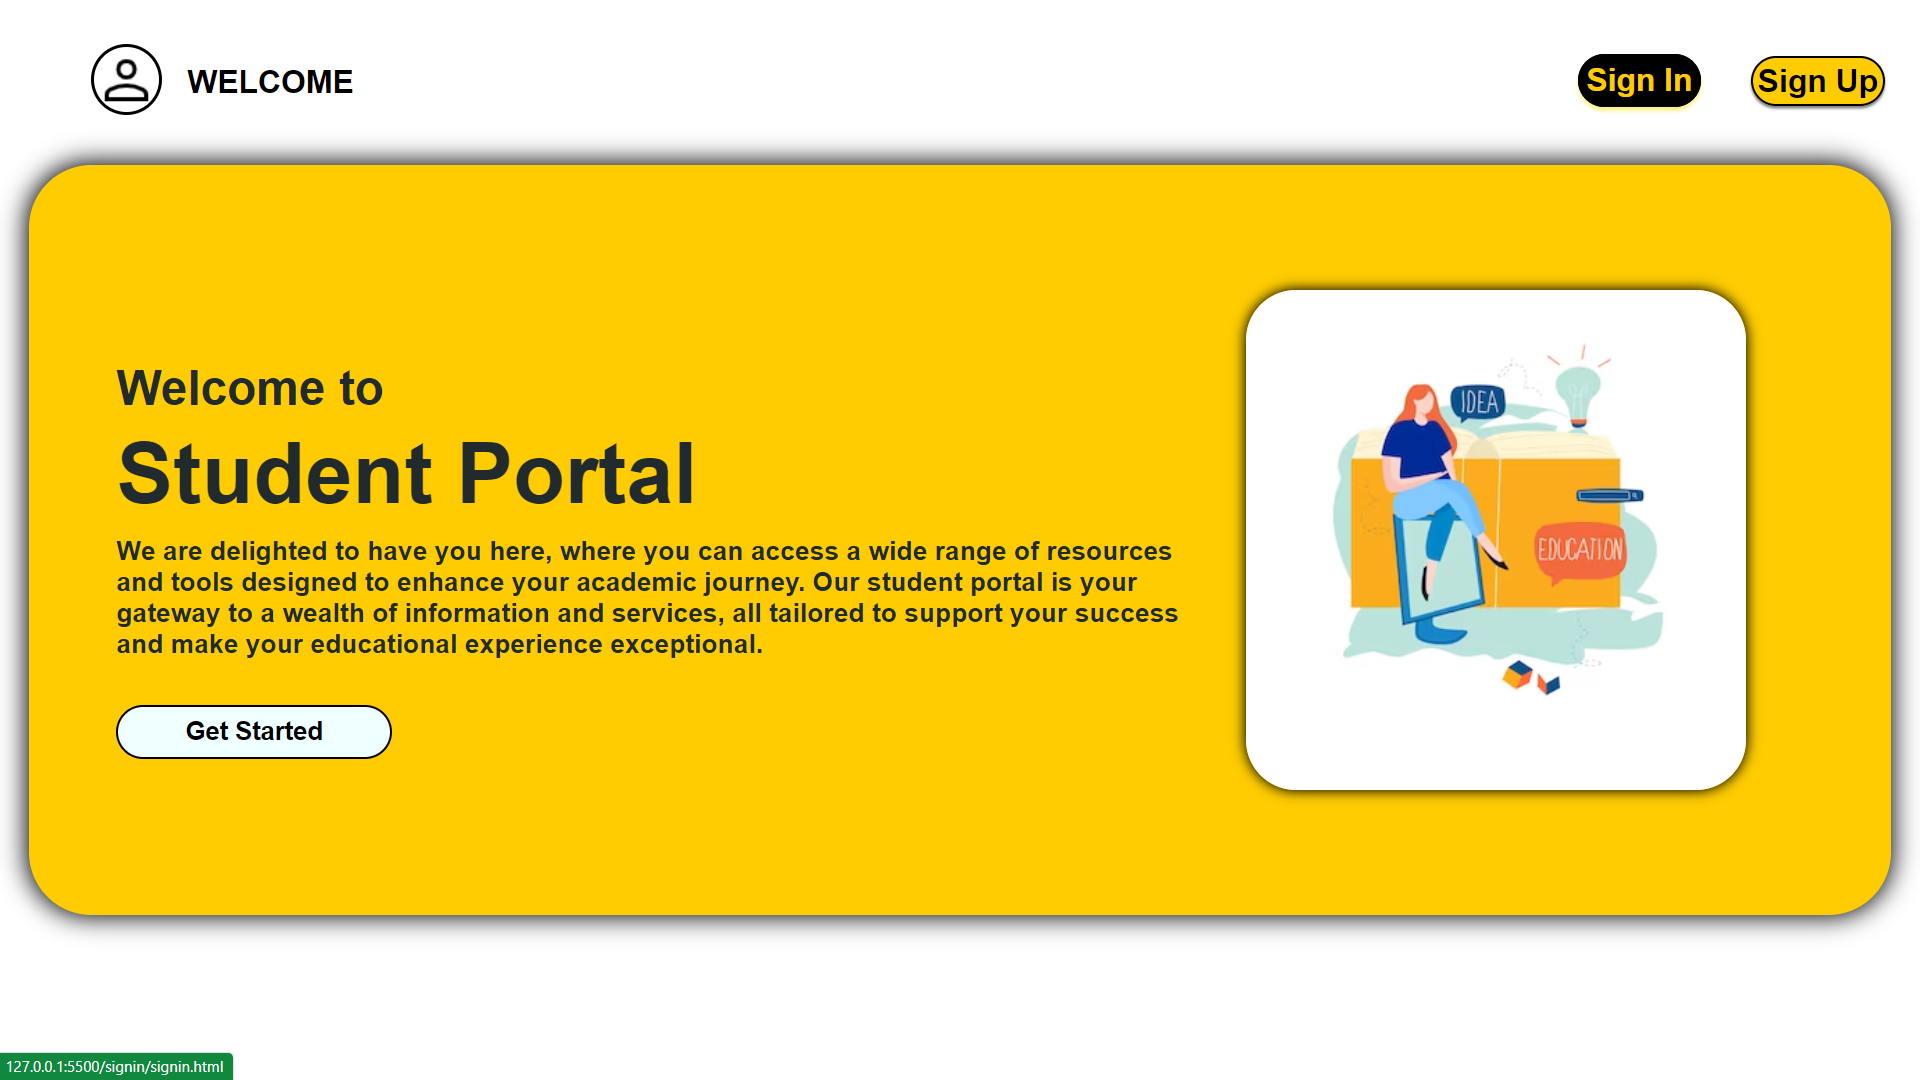 WELCOME
Sign In
Sign Up
Welcome to
Student Portal
We are delighted to have you here, where you can access a wide range of resources
and tools designed to enhance your academic journey. Our student portal is your
gateway to a wealth of information and services, all tailored to support your success
and make your educational experience exceptional.
Get Started
IDEA
EDUCATION
127.0.0.1:5500/signin/signin.html